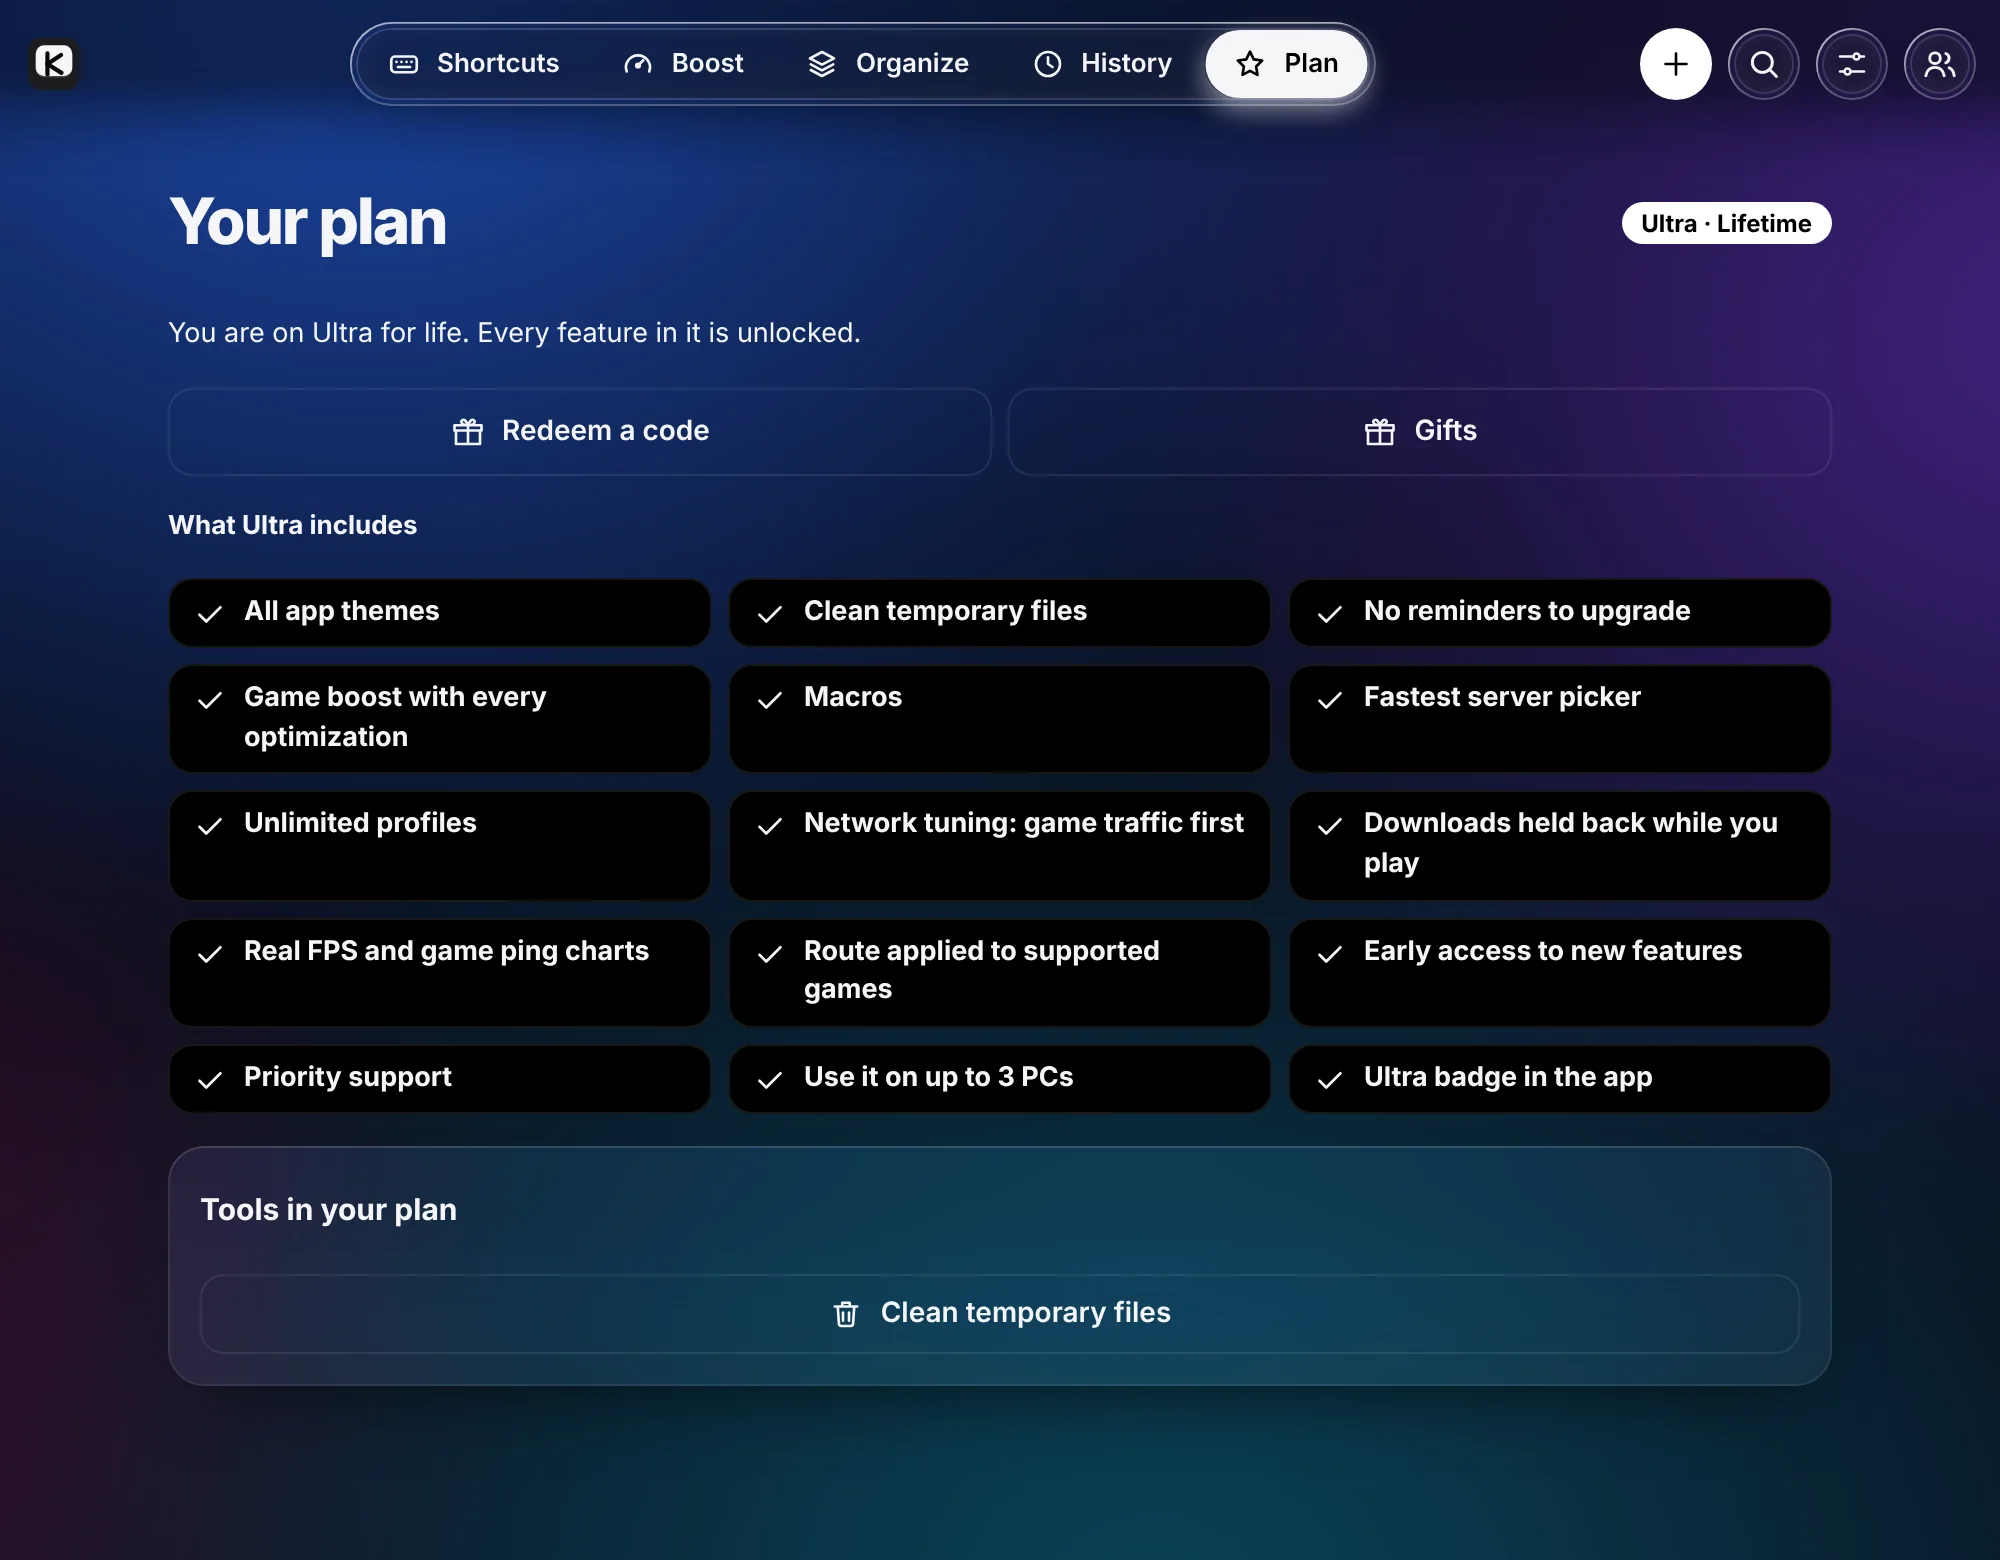 K
Shortcuts
Boost
Organize
History
Plan
Your plan
Ultra · Lifetime
You are on Ultra for life. Every feature in it is unlocked.
Redeem a code
Gifts
What Ultra includes
All app themes
Clean temporary files
No reminders to upgrade
Game boost with every
optimization
Macros
Fastest server picker
Unlimited profiles
Network tuning: game traffic first
Downloads held back while you
play
Real FPS and game ping charts
Route applied to supported
games
Early access to new features
Priority support
Use it on up to 3 PCs
Ultra badge in the app
Tools in your plan
Clean temporary files